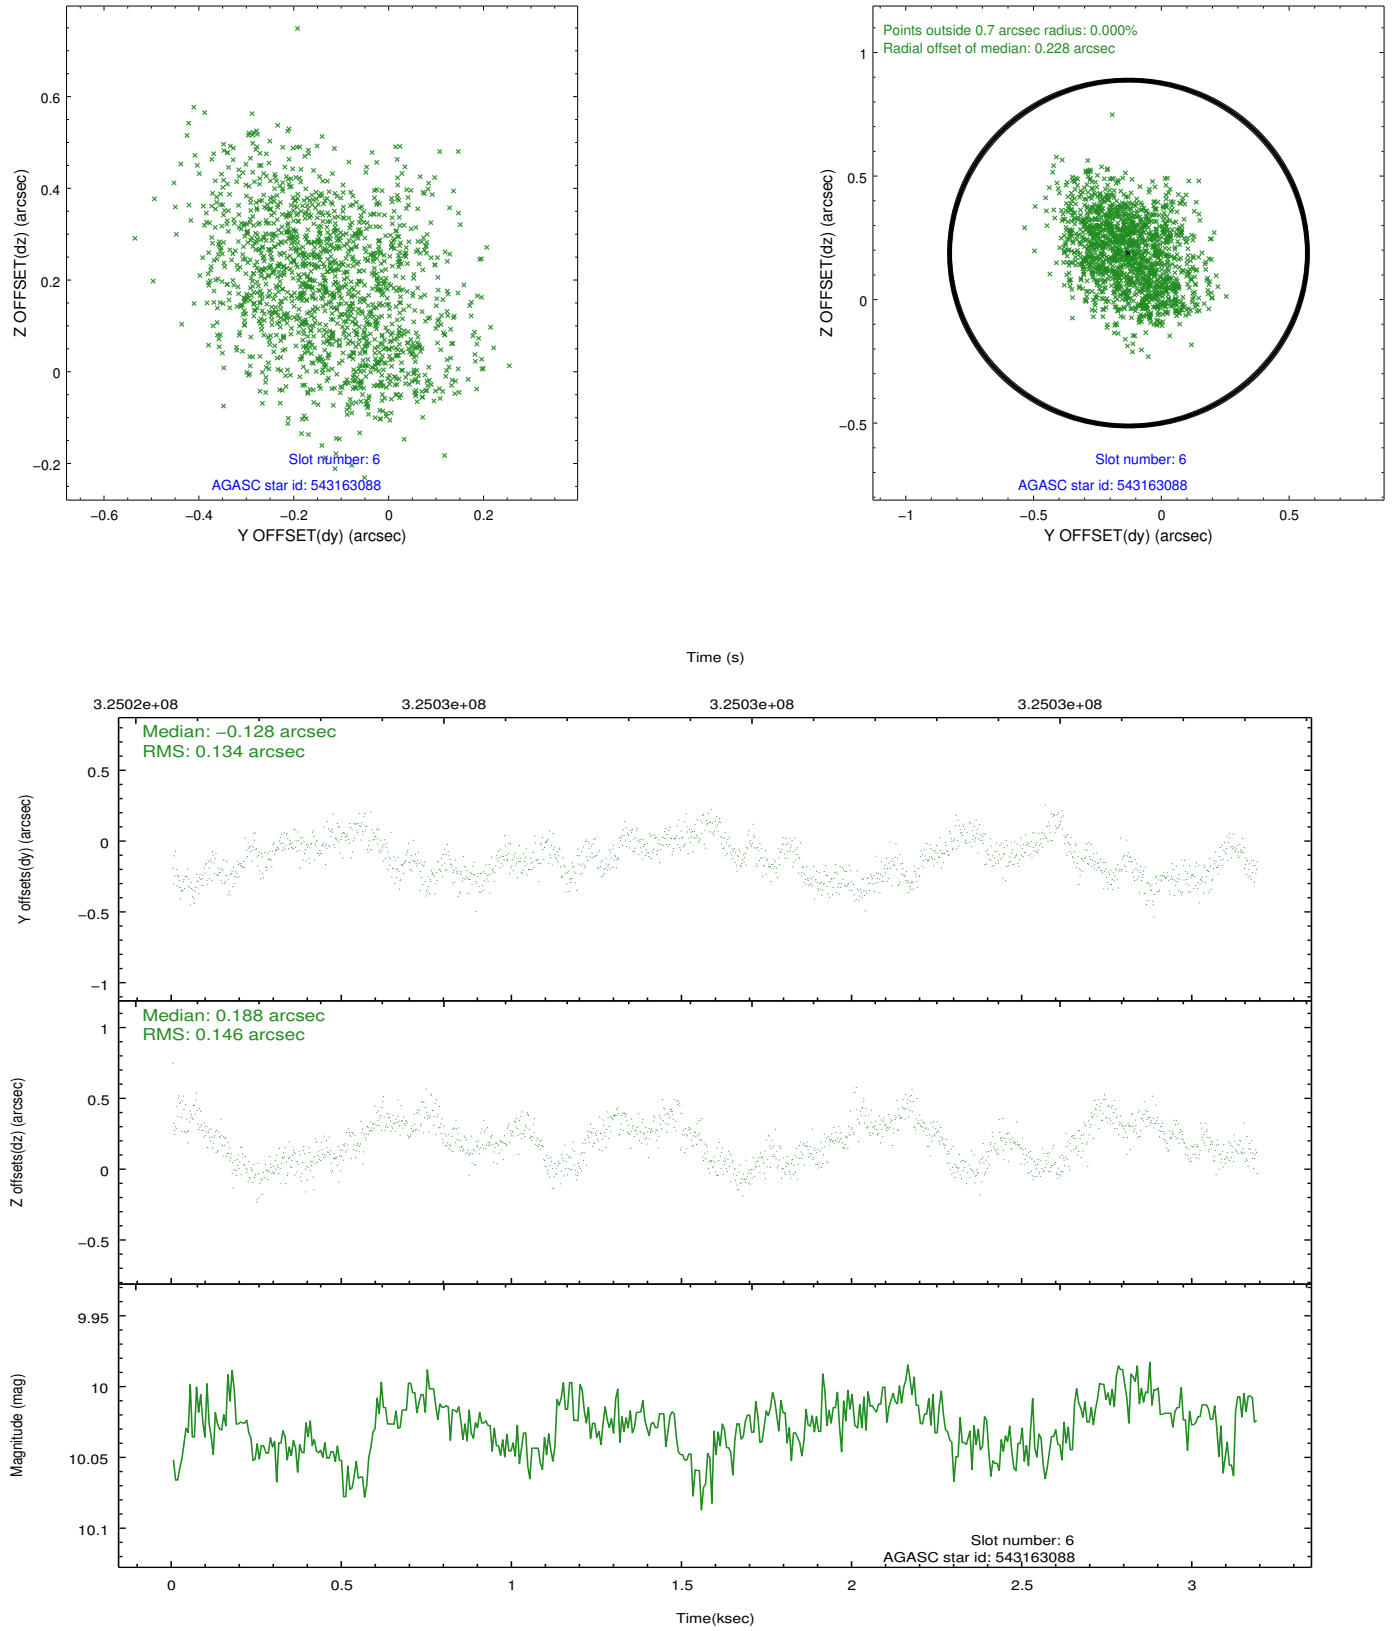 Points outside 0.7 arcsec radius: 0.000%
Radial offset of median: 0.228 arcsec
0.6
0.4
0.2
0
−0.2
Z OFFSET(dz) (arcsec)
Slot number: 6
AGASC star id: 543163088
−0.6 −0.4 −0.2 0 0.2
Y OFFSET(dy) (arcsec)
1
0.5
0
−0.5
Z OFFSET(dz) (arcsec)
Slot number: 6
AGASC star id: 543163088
−1 −0.5 0 0.5
Y OFFSET(dy) (arcsec)
Time (s)
3.2502e+08 3.2503e+08 3.2503e+08 3.2503e+08
Median: −0.128 arcsec
RMS: 0.134 arcsec
0.5
0
−0.5
−1
Y offsets(dy) (arcsec)
Median: 0.188 arcsec
RMS: 0.146 arcsec
1
0.5
0
−0.5
Z offsets(dz) (arcsec)
9.95
10
10.05
10.1
Magnitude (mag)
Slot number: 6
AGASC star id: 543163088
0 0.5 1 1.5 2 2.5 3
Time(ksec)